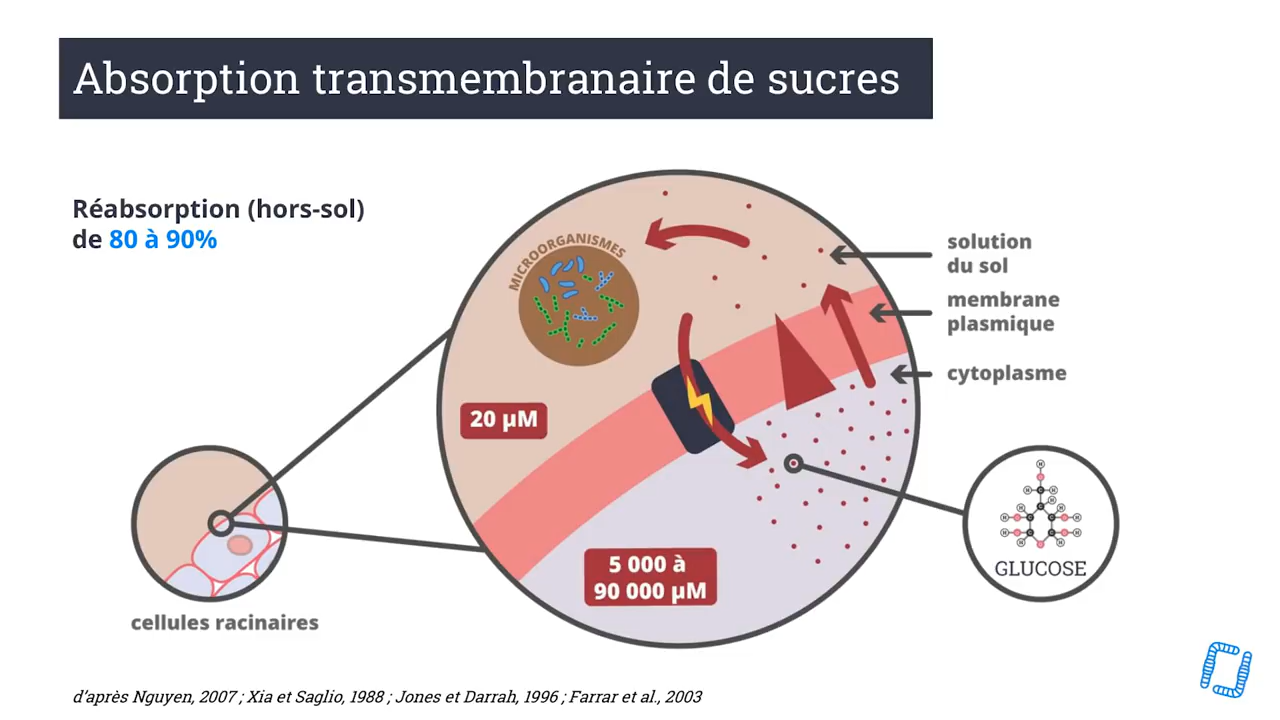 Absorption transmembranaire de sucres
Réabsorption (hors-sol)
de 80 à 90%
MICROORGANISMES
solution
du sol
membrane
plasmique
cytoplasme
20 µM
5 000 à
90 000 µM
GLUCOSE
cellules racinaires
d'après Nguyen, 2007 ; Xia et Saglio, 1988 ; Jones et Darrah, 1996 ; Farrar et al., 2003